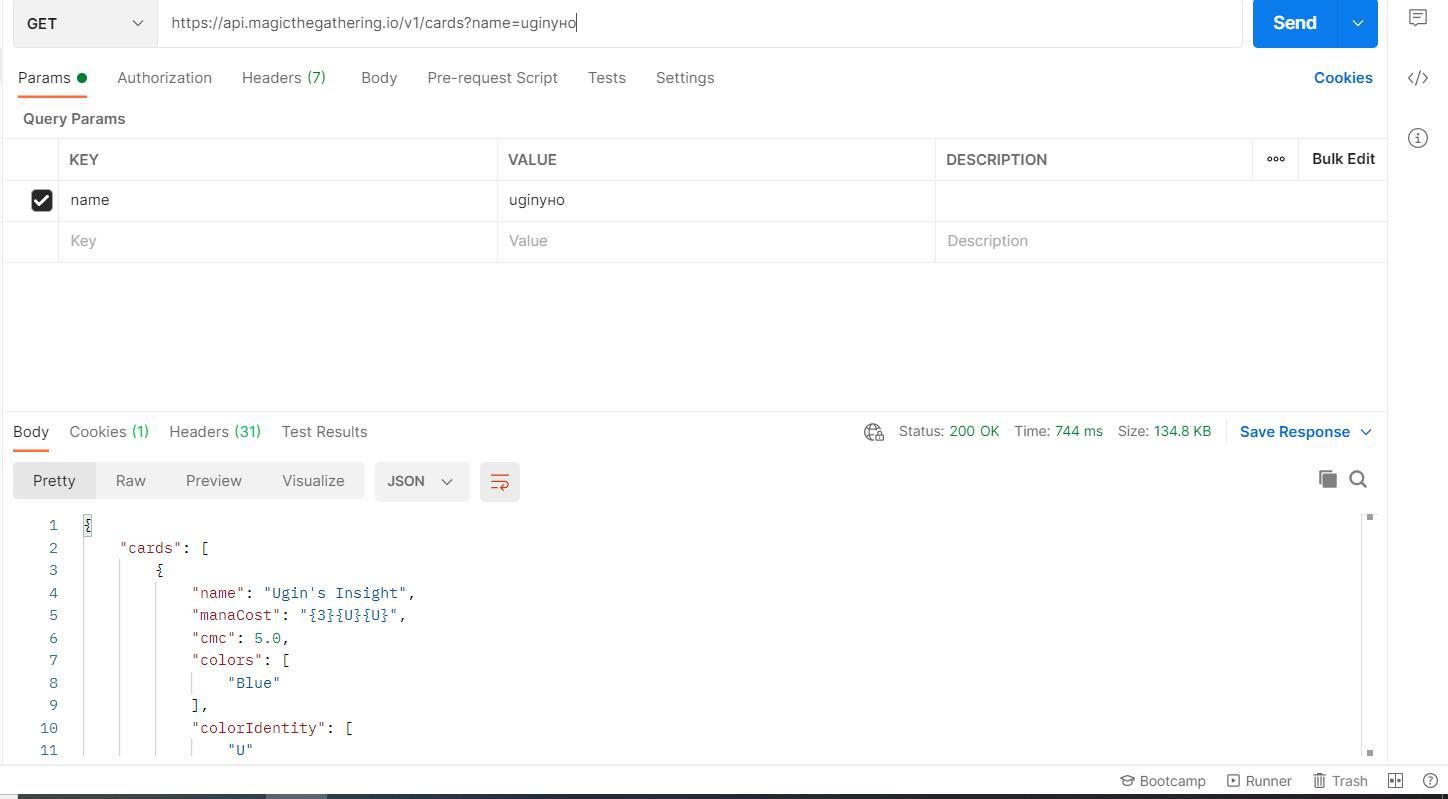 GET https://api.magicthegathering.io/v1/cards?name=uginyно Send
Params Authorization Headers (7) Body Pre-request Script Tests Settings Cookies
Query Params
KEY VALUE DESCRIPTION Bulk Edit
name uginyно
Key Value Description
Body Cookies (1) Headers (31) Test Results Status: 200 OK Time: 744 ms Size: 134.8 KB Save Response
Pretty Raw Preview Visualize JSON
1 {
2 "cards": [
3 {
4 "name": "Ugin's Insight",
5 "manaCost": "{3}{U}{U}",
6 "cmc": 5.0,
7 "colors": [
8 "Blue"
9 ],
10 "colorIdentity": [
11 "U"
Bootcamp Runner Trash